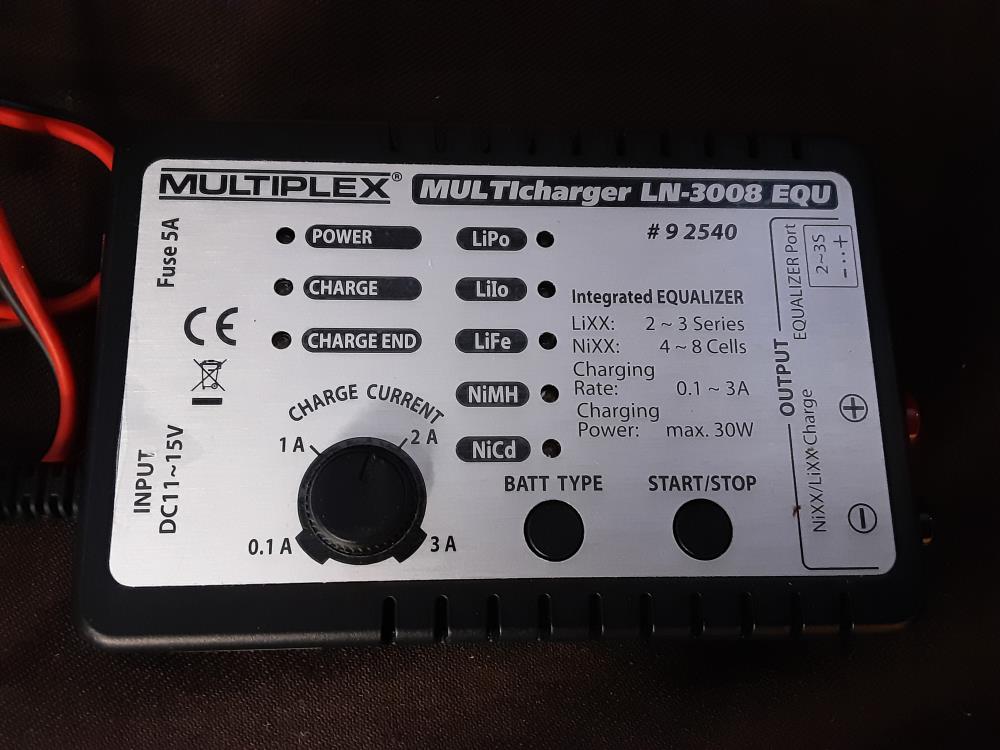 MULTIPLEX®
MULTIcharger LN-3008 EQU
# 9 2540
Fuse 5A
POWER
CHARGE
CHARGE END
LiPo
LiIo
LiFe
NiMH
NiCd
Integrated EQUALIZER
LiXX: 2 ~ 3 Series
NiXX: 4 ~ 8 Cells
Charging
Rate: 0.1 ~ 3A
Charging
Power: max. 30W
CE
INPUT
DC11~15V
CHARGE CURRENT
1 A
2 A
0.1 A
3 A
BATT TYPE
START/STOP
OUTPUT
EQUALIZER Port
2~3S
- ·· +
NiXX/LiXX Charge
+
-